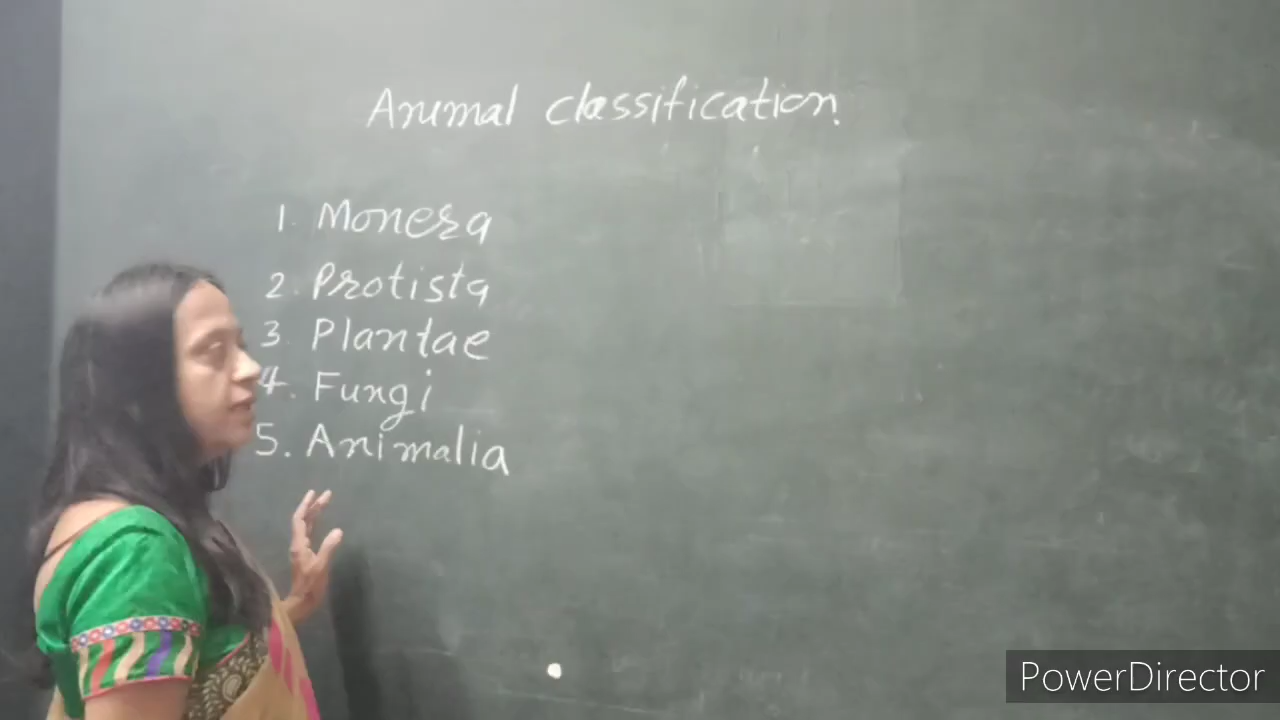 Animal classification.
1. Monera
2. Protista
3. Plantae
4. Fungi
5. Animalia
PowerDirector